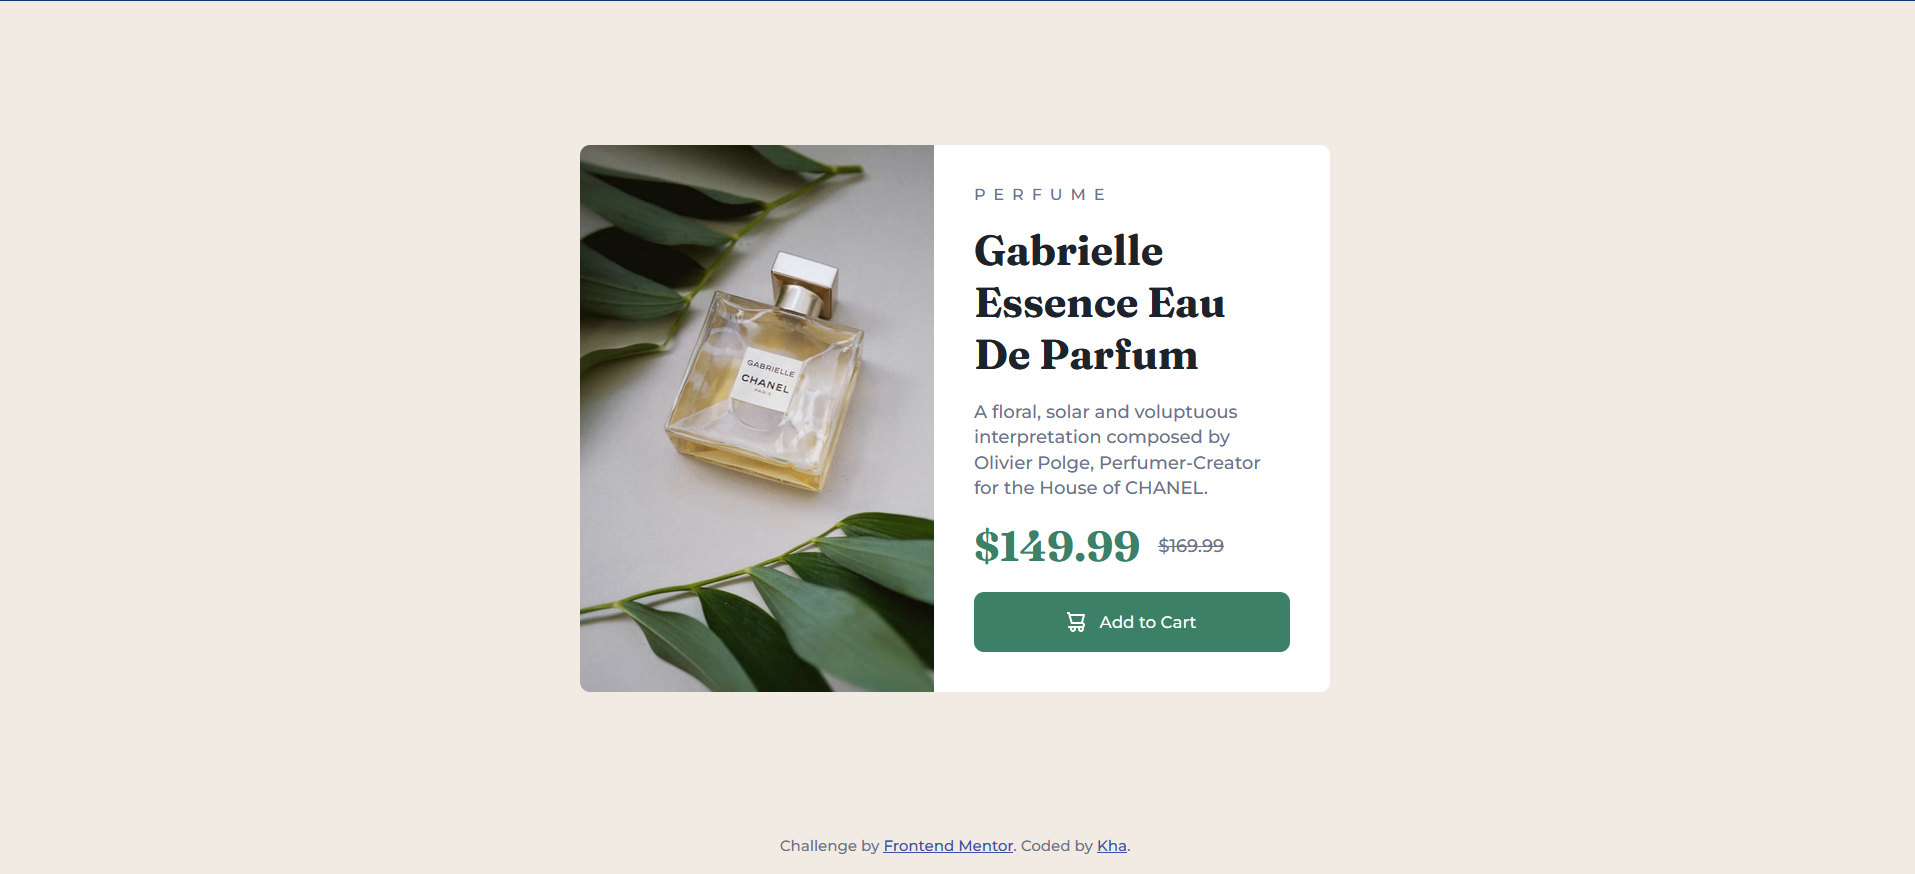 GABRIELLE
CHANEL
PARIS
P E R F U M E
Gabrielle
Essence Eau
De Parfum
A floral, solar and voluptuous
interpretation composed by
Olivier Polge, Perfumer-Creator
for the House of CHANEL.
$149.99 $169.99
Add to Cart
Challenge by Frontend Mentor. Coded by Kha.